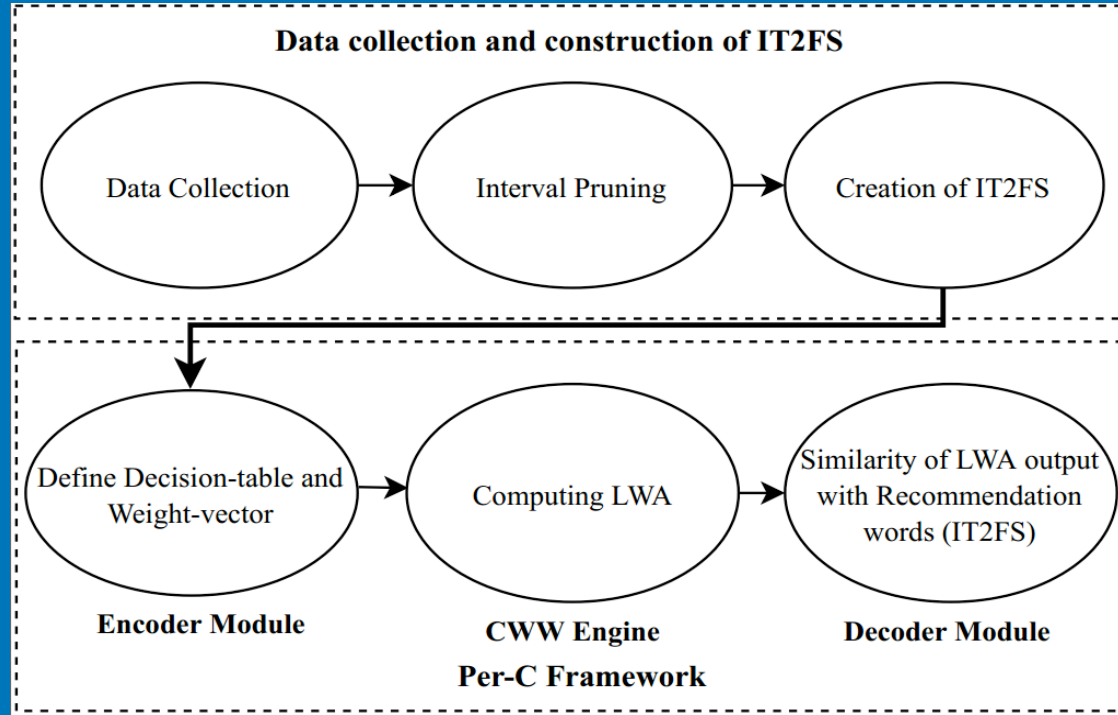 Data collection and construction of IT2FS
Data Collection
Interval Pruning
Creation of IT2FS
Define Decision-table and
Weight-vector
Computing LWA
Similarity of LWA output
with Recommendation
words (IT2FS)
Encoder Module
CWW Engine
Decoder Module
Per-C Framework